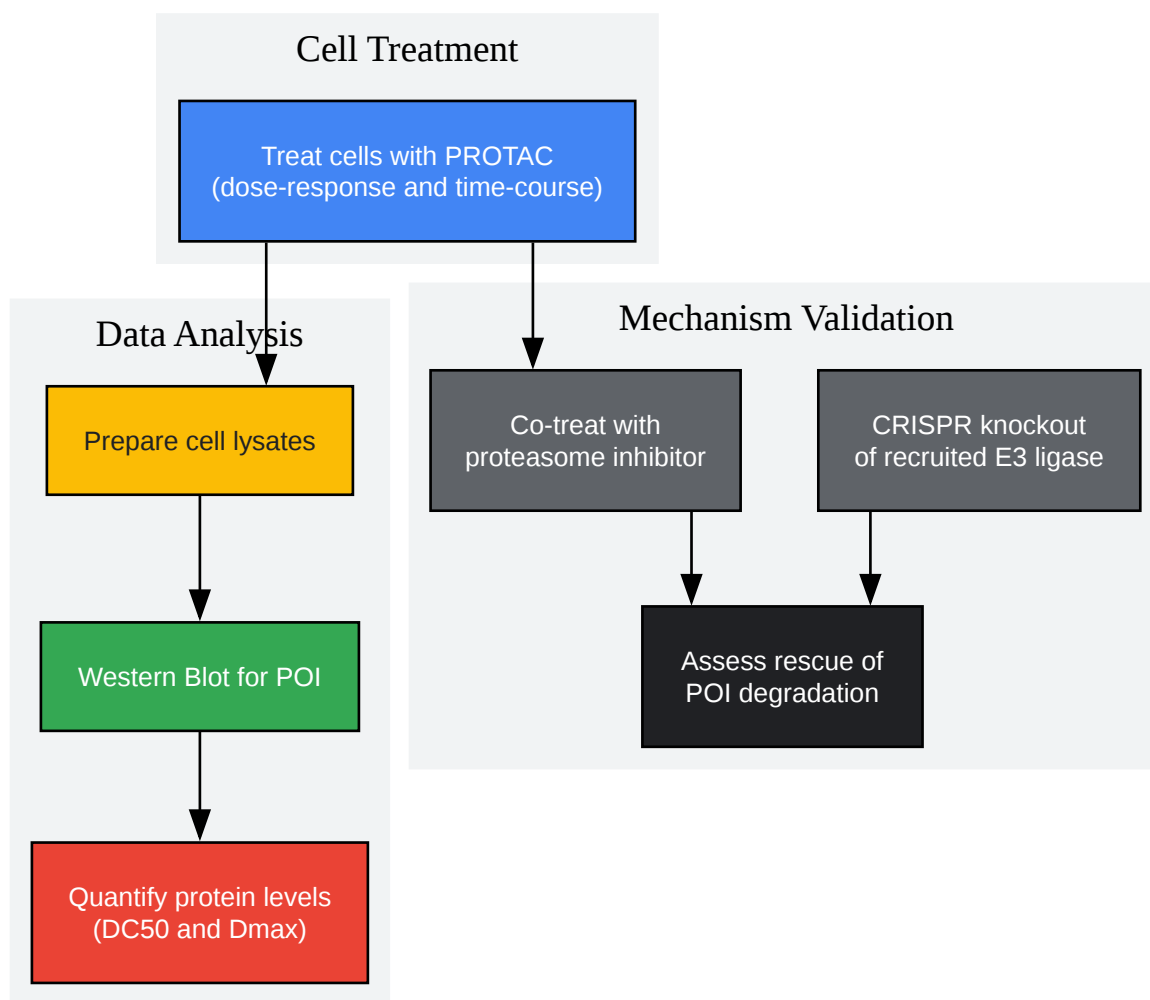 Cell Treatment
Treat cells with PROTAC
(dose-response and time-course)
Data Analysis
Prepare cell lysates
Western Blot for POI
Quantify protein levels
(DC50 and Dmax)
Mechanism Validation
Co-treat with
proteasome inhibitor
CRISPR knockout
of recruited E3 ligase
Assess rescue of
POI degradation